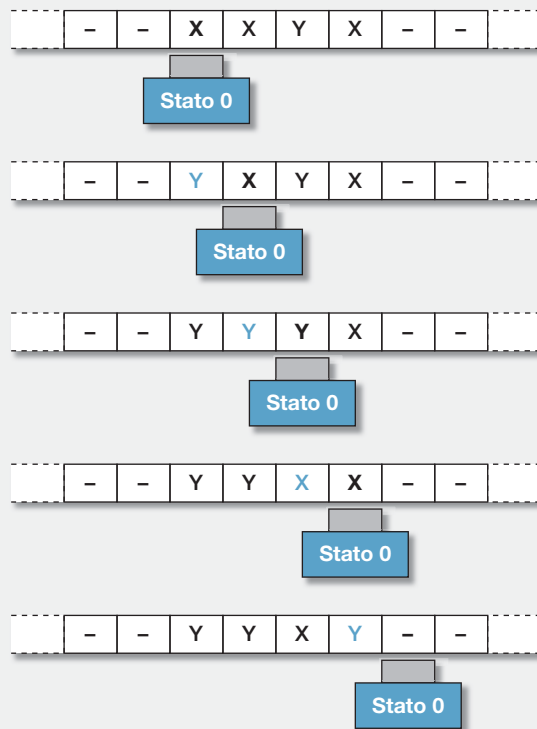 – – X X Y X – –
Stato 0
– – Y X Y X – –
Stato 0
– – Y Y Y X – –
Stato 0
– – Y Y X X – –
Stato 0
– – Y Y X Y – –
Stato 0